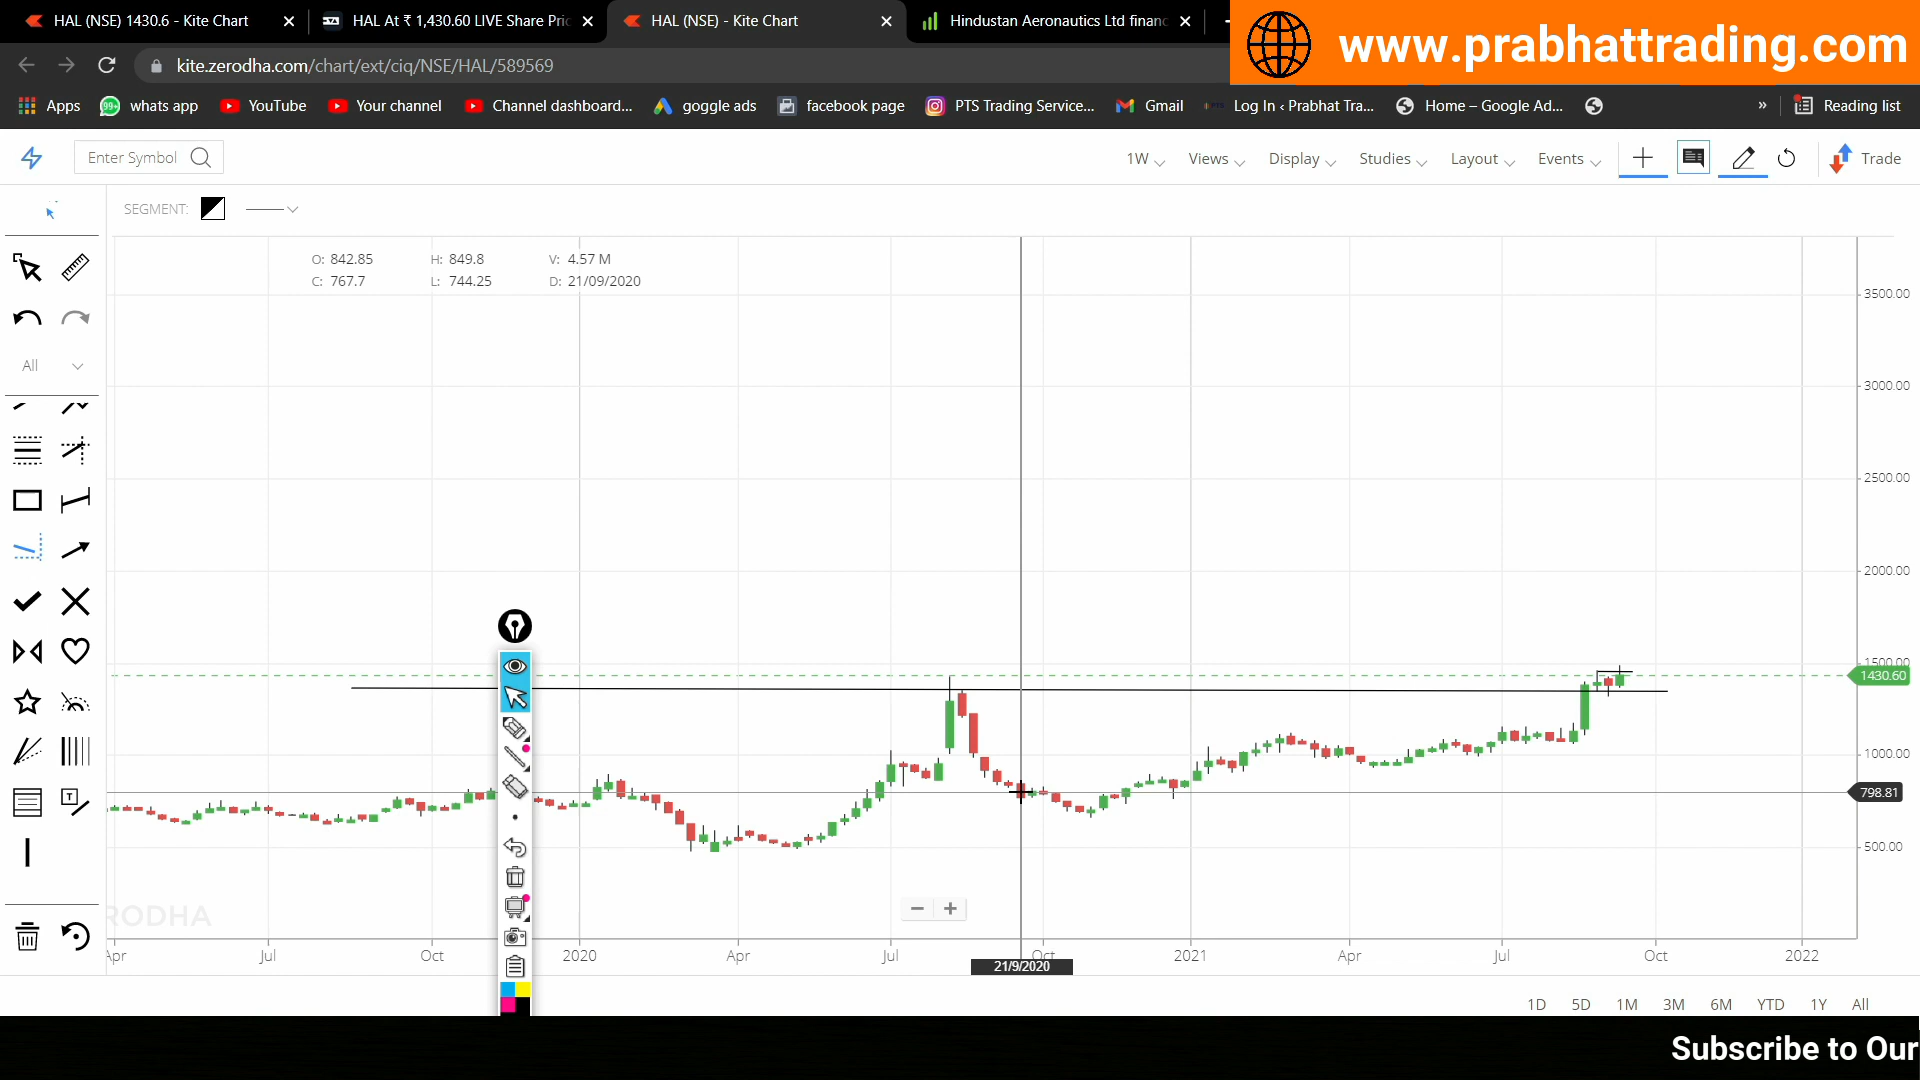 HAL (NSE) 1430.6 - Kite Chart
HAL At ₹ 1,430.60 LIVE Share Pric
HAL (NSE) - Kite Chart
Hindustan Aeronautics Ltd financ
www.prabhattrading.com
kite.zerodha.com/chart/ext/ciq/NSE/HAL/589569
Apps
whats app
YouTube
Your channel
Channel dashboard...
goggle ads
facebook page
PTS Trading Service...
Gmail
Log In ‹ Prabhat Tra...
Home – Google Ad...
»
Reading list
Enter Symbol
1W
Views
Display
Studies
Layout
Events
Trade
SEGMENT:
O: 842.85 H: 849.8 V: 4.57 M
C: 767.7 L: 744.25 D: 21/09/2020
All
3500.00
3000.00
2500.00
2000.00
1500.00
1430.60
1000.00
798.81
500.00
RODHA
Apr Jul Oct 2020 Apr Jul Oct 2021 Apr Jul Oct 2022
21/9/2020
1D 5D 1M 3M 6M YTD 1Y All
Subscribe to Our